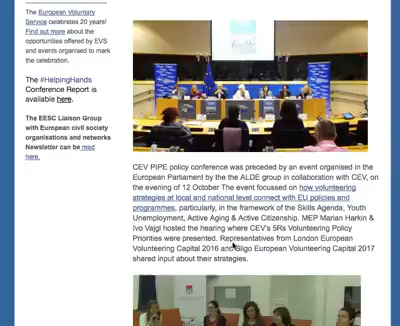 The European Voluntary
Service celebrates 20 years!
Find out more about the
opportunities offered by EVS
and events organised to mark
the celebration.
The #HelpingHands
Conference Report is
available here.
The EESC Liaison Group
with European civil society
organisations and networks
Newsletter can be read
here.
CEV PIPE policy conference was preceded by an event organised in the
European Parliament by the the ALDE group in collaboration with CEV, on
the evening of 12 October The event focussed on how volunteering
strategies at local and national level connect with EU policies and
programmes, particularly, in the framework of the Skills Agenda, Youth
Unemployment, Active Aging & Active Citizenship. MEP Marian Harkin &
Ivo Vajgl hosted the hearing where CEV's 5Rs Volunteering Policy
Priorities were presented. Representatives from London European
Volunteering Capital 2016 and Sligo European Volunteering Capital 2017
shared input about their strategies.